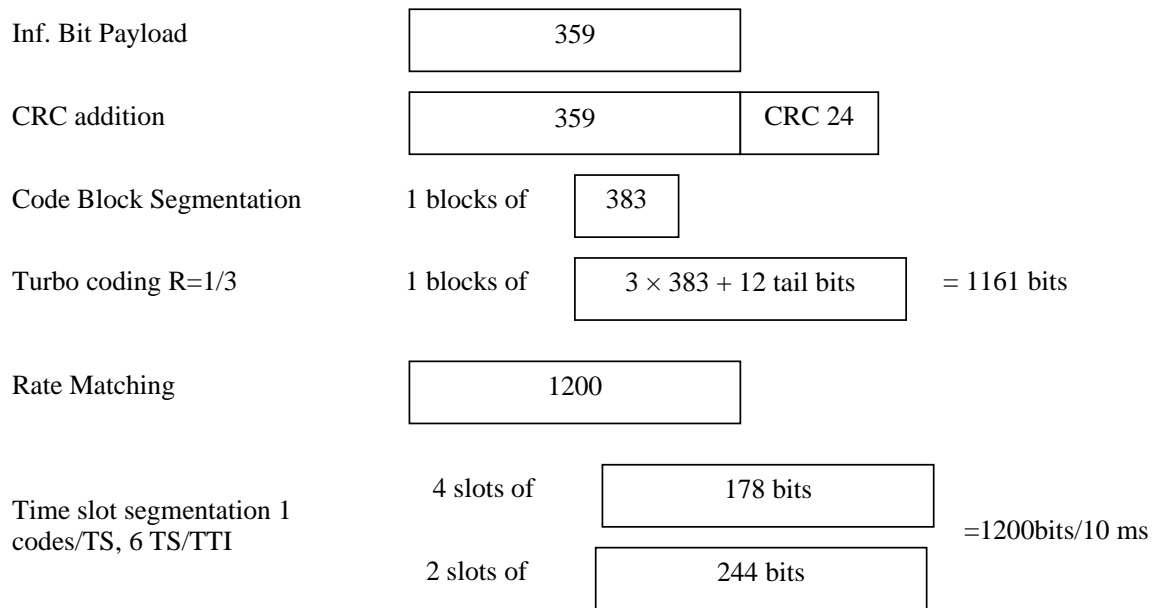 Inf. Bit Payload 359
CRC addition 359 CRC 24
Code Block Segmentation 1 blocks of 383
Turbo coding R=1/3 1 blocks of 3 × 383 + 12 tail bits = 1161 bits
Rate Matching 1200
4 slots of 178 bits
Time slot segmentation 1
codes/TS, 6 TS/TTI
=1200bits/10 ms
2 slots of 244 bits